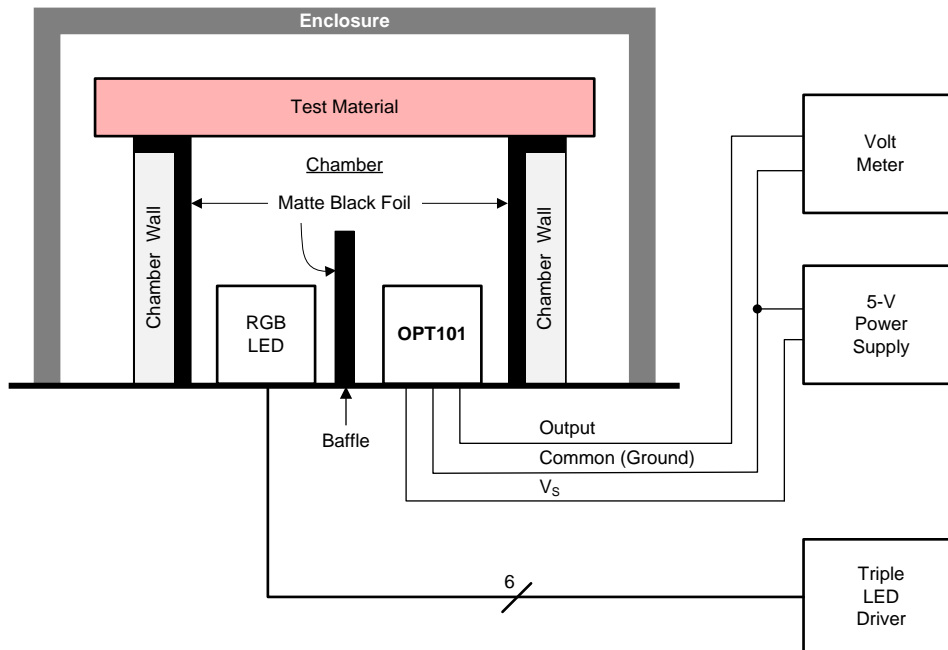 Enclosure
Test Material
Chamber
Matte Black Foil
Chamber Wall
Chamber Wall
RGB
LED
OPT101
Baffle
Volt
Meter
5-V
Power
Supply
Output
Common (Ground)
VS
6
Triple
LED
Driver